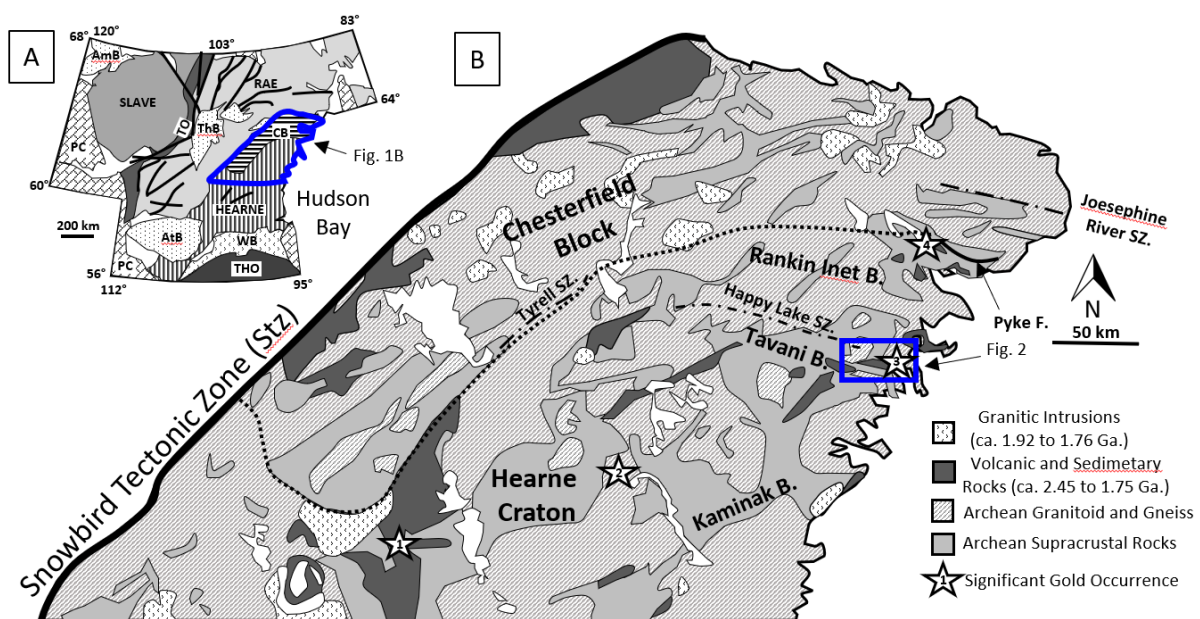 A
68°
120°
103°
83°
AmB
SLAVE
RAE
64°
TO
ThB
CB
PC
Fig. 1B
60°
HEARNE
Hudson
Bay
200 km
AtB
WB
PC
THO
56°
112°
95°
B
Chesterfield
Block
Joesephine
River SZ.
4
Rankin Inet B.
Tyrell SZ.
Happy Lake SZ.
Pyke F.
N
50 km
Tavani B.
3
Fig. 2
Snowbird Tectonic Zone (Stz)
Hearne
Craton
2
Kaminak B.
1
Granitic Intrusions
(ca. 1.92 to 1.76 Ga.)
Volcanic and Sedimetary
Rocks (ca. 2.45 to 1.75 Ga.)
Archean Granitoid and Gneiss
Archean Supracrustal Rocks
1
Significant Gold Occurrence